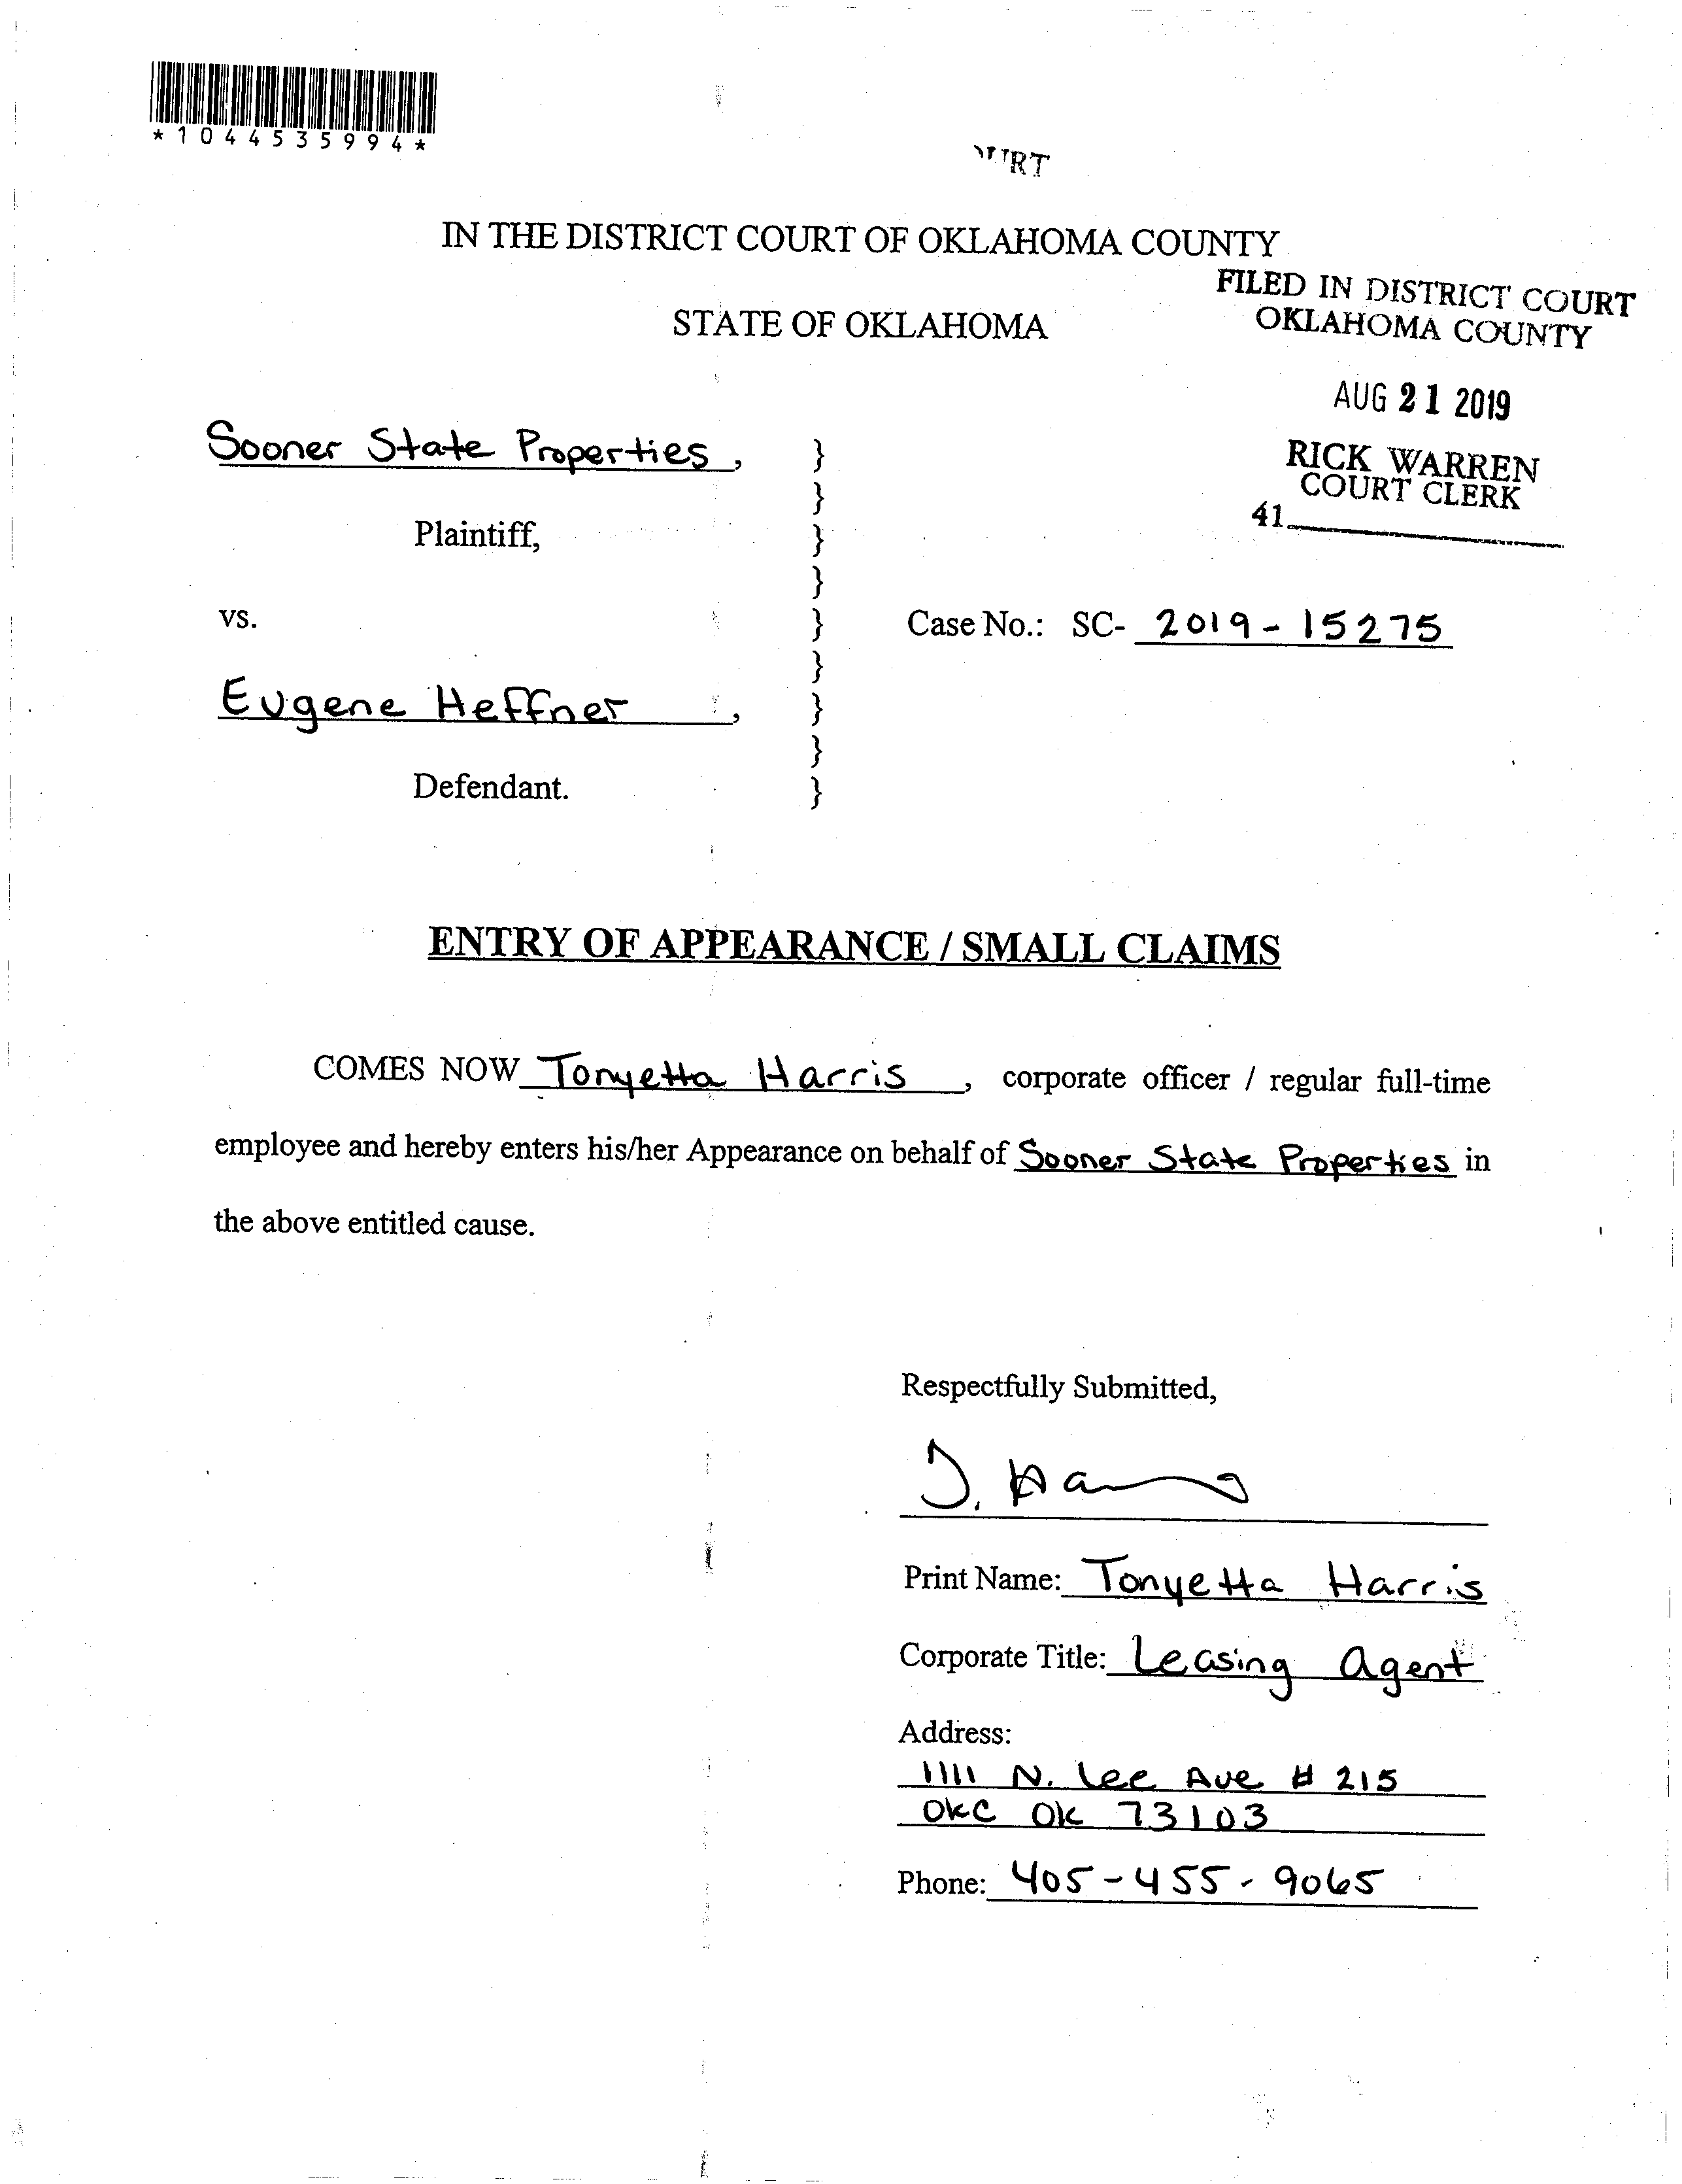 *1044535994*
IN THE DISTRICT COURT OF OKLAHOMA COUNTY
FILED IN DISTRICT COURT
OKLAHOMA COUNTY
STATE OF OKLAHOMA
AUG 21 2019
RICK WARREN
COURT CLERK
41
Sooner State Properties, }
}
Plaintiff, }
}
vs. } Case No.: SC- 2019-15275
}
Eugene Heffner, }
}
Defendant. }
ENTRY OF APPEARANCE / SMALL CLAIMS
COMES NOW Tonyetta Harris, corporate officer / regular full-time
employee and hereby enters his/her Appearance on behalf of Sooner State Properties in
the above entitled cause.
Respectfully Submitted,
Print Name: Tonyetta Harris
Corporate Title: Leasing Agent
Address:
1111 N. Lee Ave # 215
OKC OK 73103
Phone: 405-455-9065